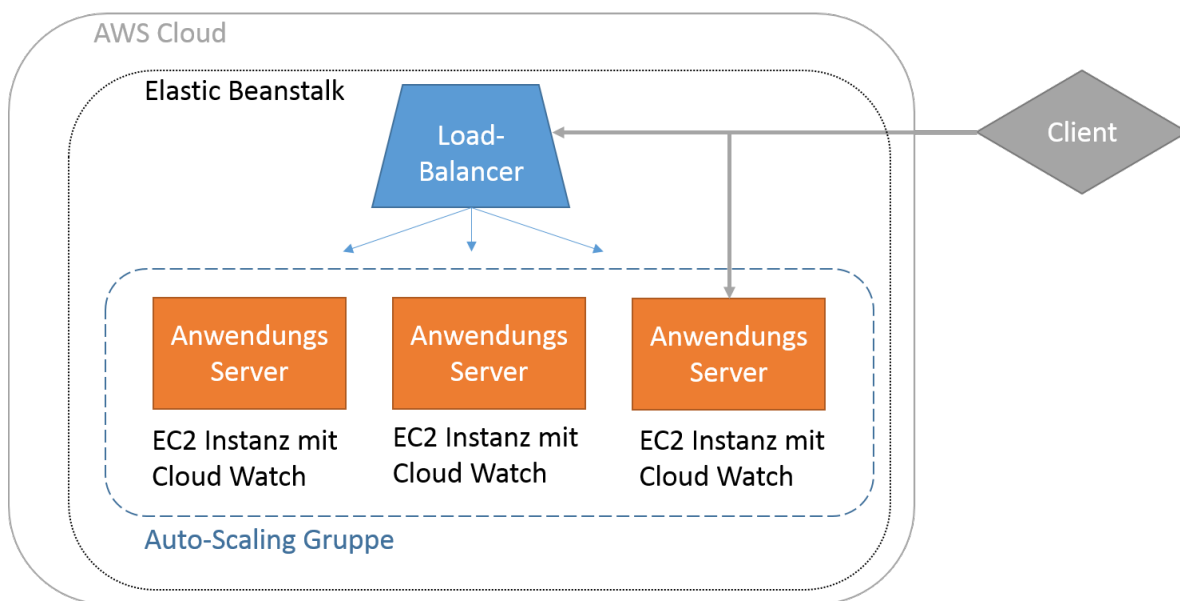 AWS Cloud
Elastic Beanstalk
Load-
Balancer
Client
Anwendungs
Server
Anwendungs
Server
Anwendungs
Server
EC2 Instanz mit
Cloud Watch
EC2 Instanz mit
Cloud Watch
EC2 Instanz mit
Cloud Watch
Auto-Scaling Gruppe